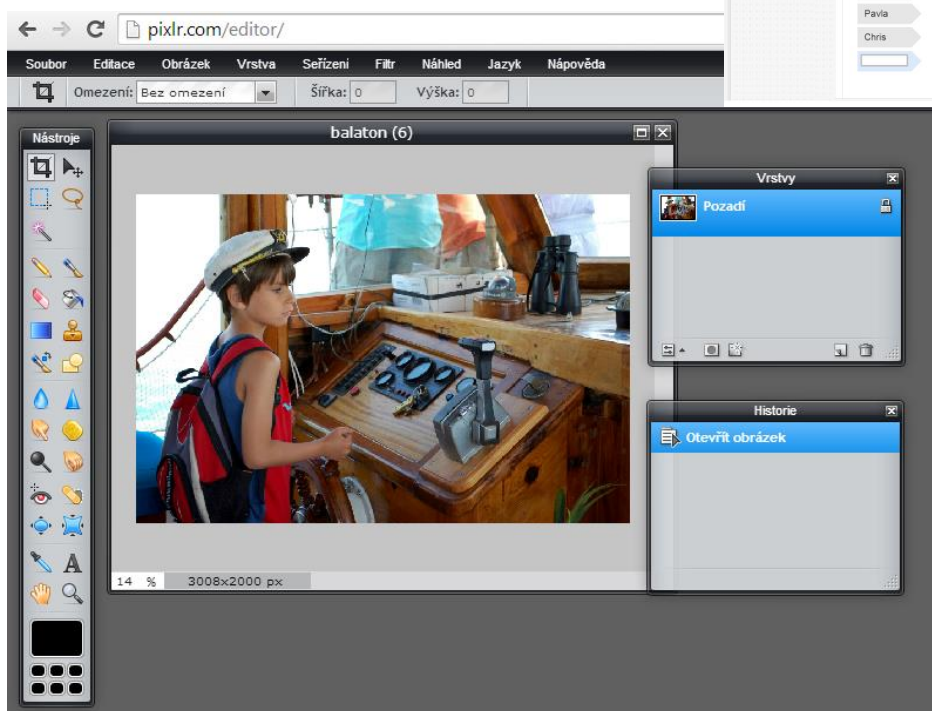 Pavla
Chris
pixlr.com/editor/
Soubor Editace Obrázek Vrstva Seřízení Filtr Náhled Jazyk Nápověda
Omezení: Bez omezení Šířka: 0 Výška: 0
Nástroje
balaton (6)
Vrstvy
Pozadí
Historie
Otevřít obrázek
A
14 % 3008x2000 px